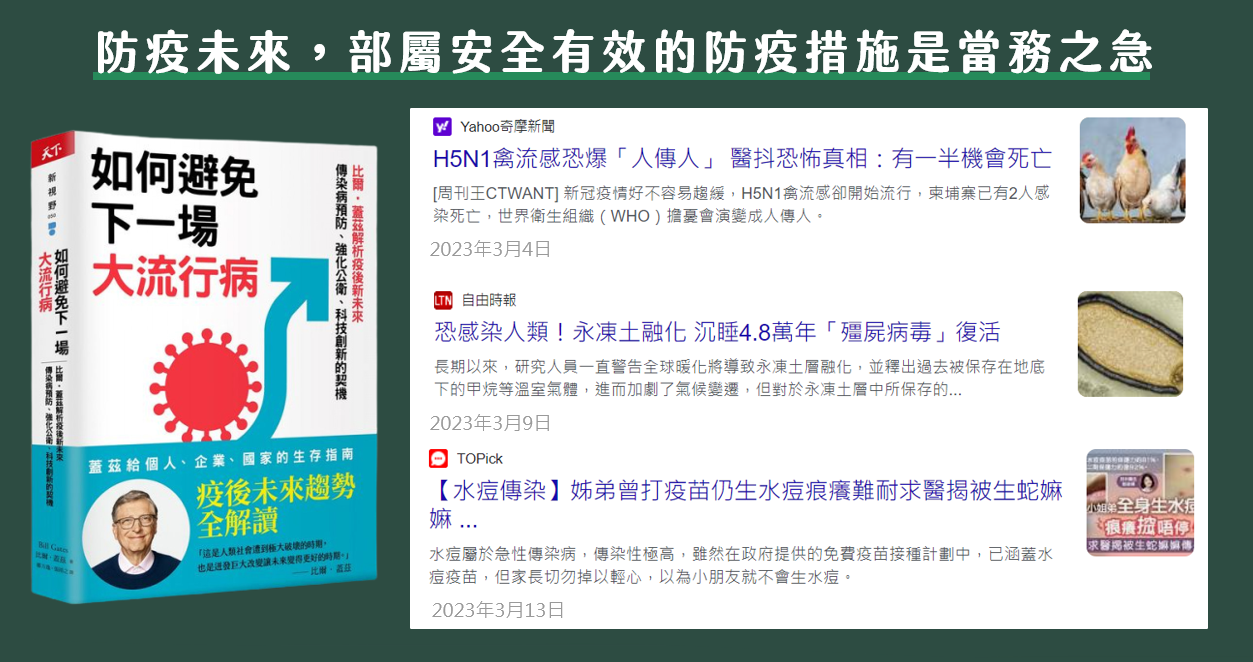 防疫未來，部屬安全有效的防疫措施是當務之急
天下
新視野
如何避免下一場
大流行病
比爾．蓋茲解析疫後新未來
傳染病預防、強化公衛、科技創新的契機
Bill Gates
比爾．蓋茲
如何避免
下一場
大流行病
比爾．蓋茲解析疫後新未來
傳染病預防、強化公衛、科技創新的契機
蓋茲給個人、企業、國家的生存指南
疫後未來趨勢
全解讀
「這是人類社會遭到極大破壞的時期，
也是迸發巨大改變讓未來變得更好的時期。」
——比爾．蓋茲
y!
Yahoo奇摩新聞
H5N1禽流感恐爆「人傳人」 醫抖恐怖真相：有一半機會死亡
[周刊王CTWANT] 新冠疫情好不容易趨緩，H5N1禽流感卻開始流行，柬埔寨已有2人感
染死亡，世界衛生組織（WHO）擔憂會演變成人傳人。
2023年3月4日
LTN
自由時報
恐感染人類！永凍土融化 沉睡4.8萬年「殭屍病毒」復活
長期以來，研究人員一直警告全球暖化將導致永凍土層融化，並釋出過去被保存在地底
下的甲烷等溫室氣體，進而加劇了氣候變遷，但對於永凍土層中所保存的...
2023年3月9日
TOPick
【水痘傳染】姊弟曾打疫苗仍生水痘痕癢難耐求醫揭被生蛇嫲
嫲 ...
水痘屬於急性傳染病，傳染性極高，雖然在政府提供的免費疫苗接種計劃中，已涵蓋水
痘疫苗，但家長切勿掉以輕心，以為小朋友就不會生水痘。
2023年3月13日
小姐弟全身生水痘
痕癢擳唔停
求醫揭被生蛇嫲嫲傳